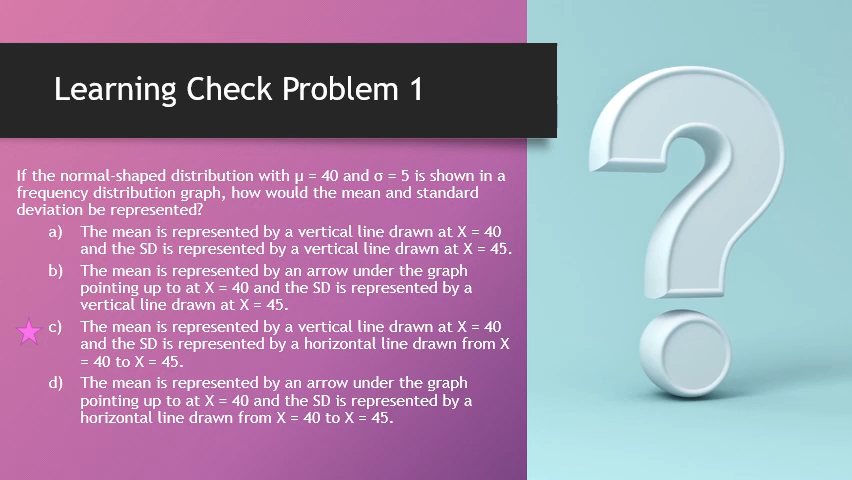 Learning Check Problem 1
If the normal-shaped distribution with μ = 40 and σ = 5 is shown in a
frequency distribution graph, how would the mean and standard
deviation be represented?
a) The mean is represented by a vertical line drawn at X = 40
and the SD is represented by a vertical line drawn at X = 45.
b) The mean is represented by an arrow under the graph
pointing up to at X = 40 and the SD is represented by a
vertical line drawn at X = 45.
c) The mean is represented by a vertical line drawn at X = 40
and the SD is represented by a horizontal line drawn from X
= 40 to X = 45.
d) The mean is represented by an arrow under the graph
pointing up to at X = 40 and the SD is represented by a
horizontal line drawn from X = 40 to X = 45.